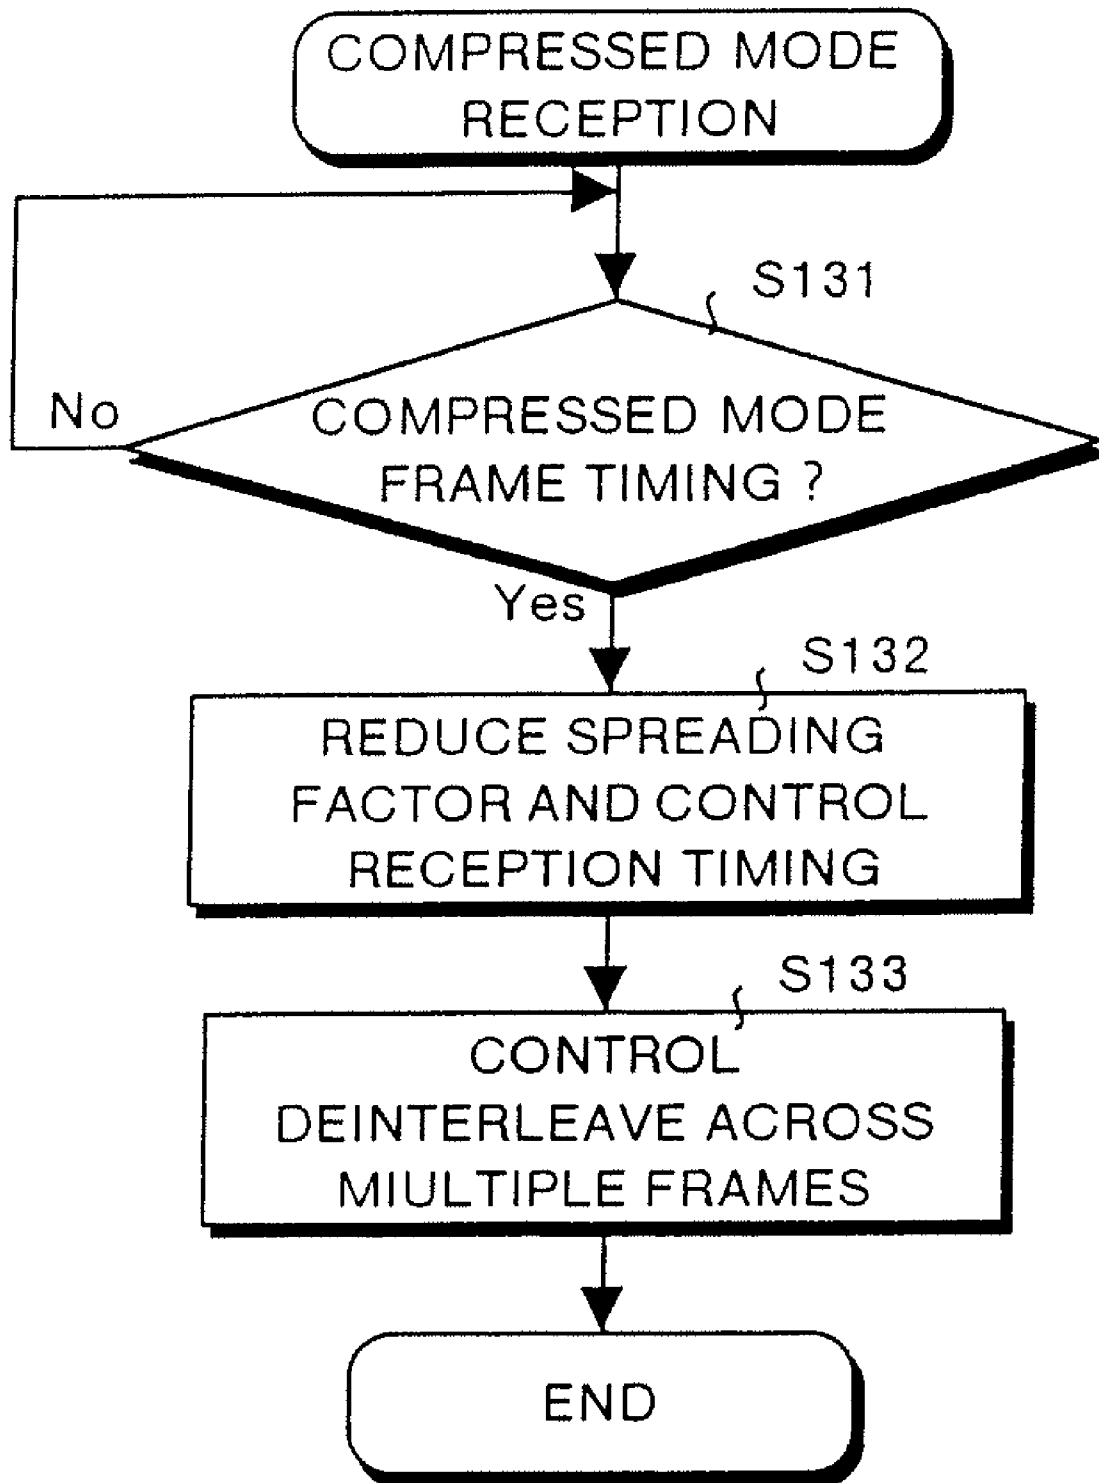 COMPRESSED MODE
RECEPTION
S131
No
COMPRESSED MODE
FRAME TIMING ?
Yes
S132
REDUCE SPREADING
FACTOR AND CONTROL
RECEPTION TIMING
S133
CONTROL
DEINTERLEAVE ACROSS
MIULTIPLE FRAMES
END